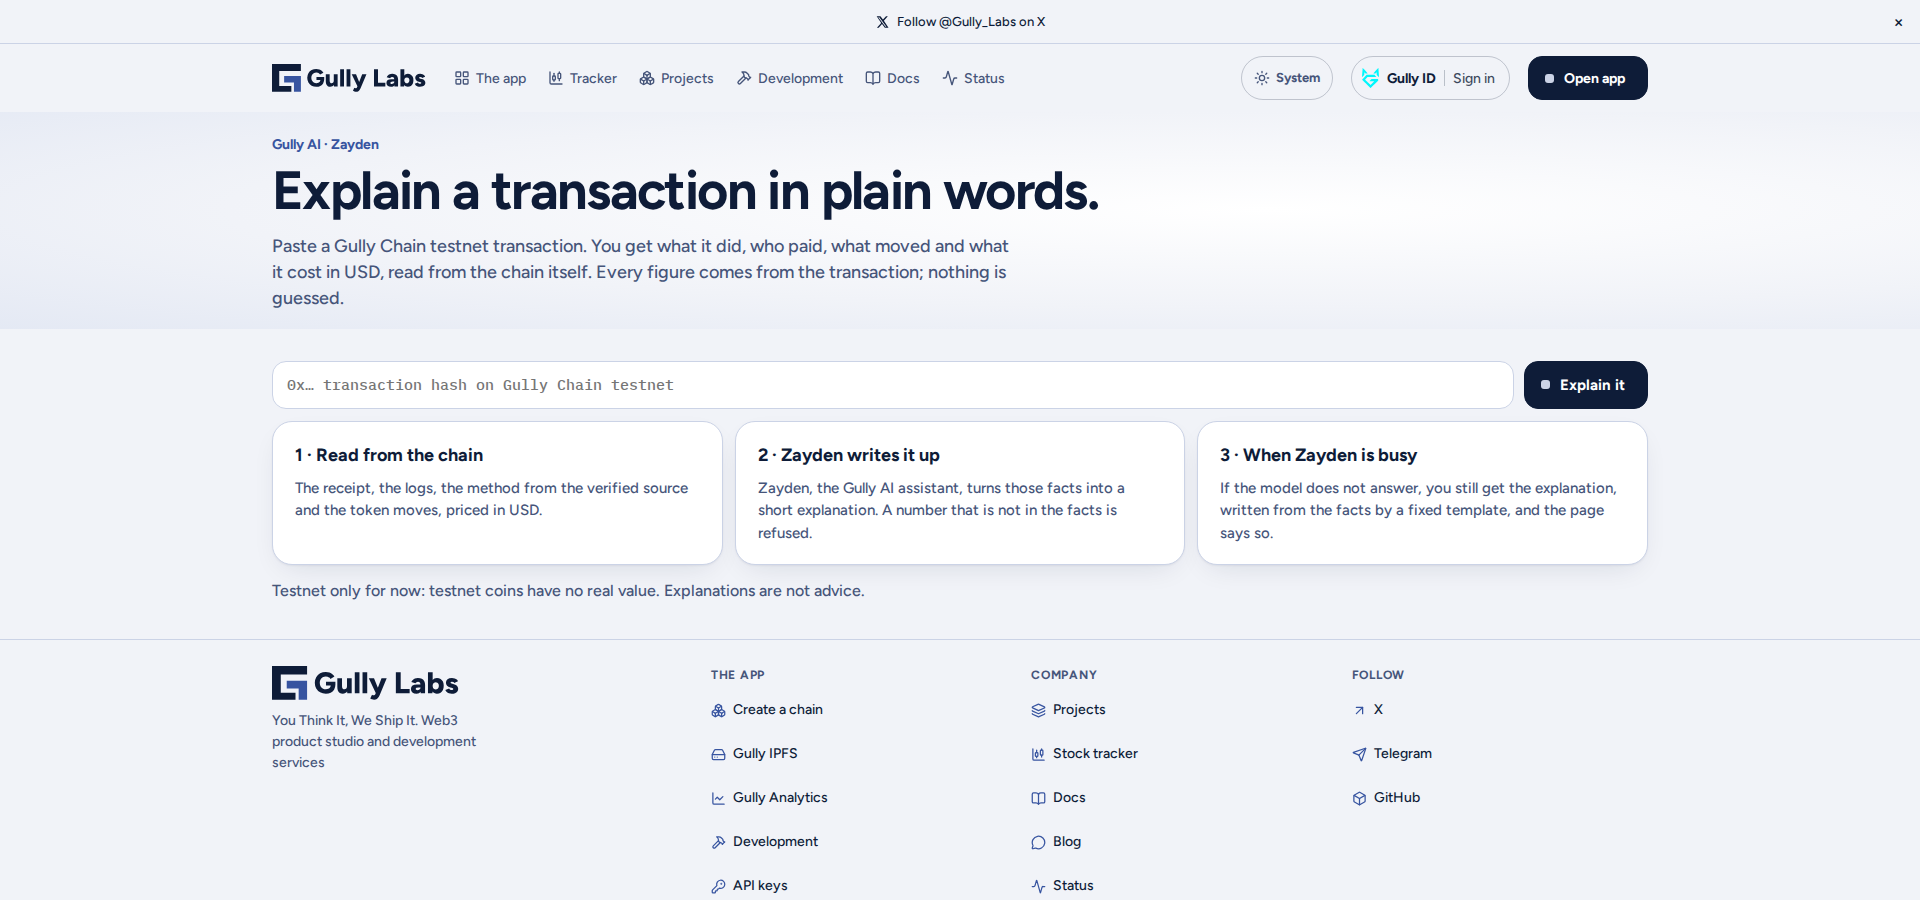 Follow @Gully_Labs on X
×
Gully Labs
The app
Tracker
Projects
Development
Docs
Status
System
Gully ID
Sign in
Open app
Gully AI · Zayden
Explain a transaction in plain words.
Paste a Gully Chain testnet transaction. You get what it did, who paid, what moved and what
it cost in USD, read from the chain itself. Every figure comes from the transaction; nothing is
guessed.
0x… transaction hash on Gully Chain testnet
Explain it
1 · Read from the chain
The receipt, the logs, the method from the verified source
and the token moves, priced in USD.
2 · Zayden writes it up
Zayden, the Gully AI assistant, turns those facts into a
short explanation. A number that is not in the facts is
refused.
3 · When Zayden is busy
If the model does not answer, you still get the explanation,
written from the facts by a fixed template, and the page
says so.
Testnet only for now: testnet coins have no real value. Explanations are not advice.
Gully Labs
You Think It, We Ship It. Web3
product studio and development
services
THE APP
Create a chain
Gully IPFS
Gully Analytics
Development
API keys
COMPANY
Projects
Stock tracker
Docs
Blog
Status
FOLLOW
X
Telegram
GitHub